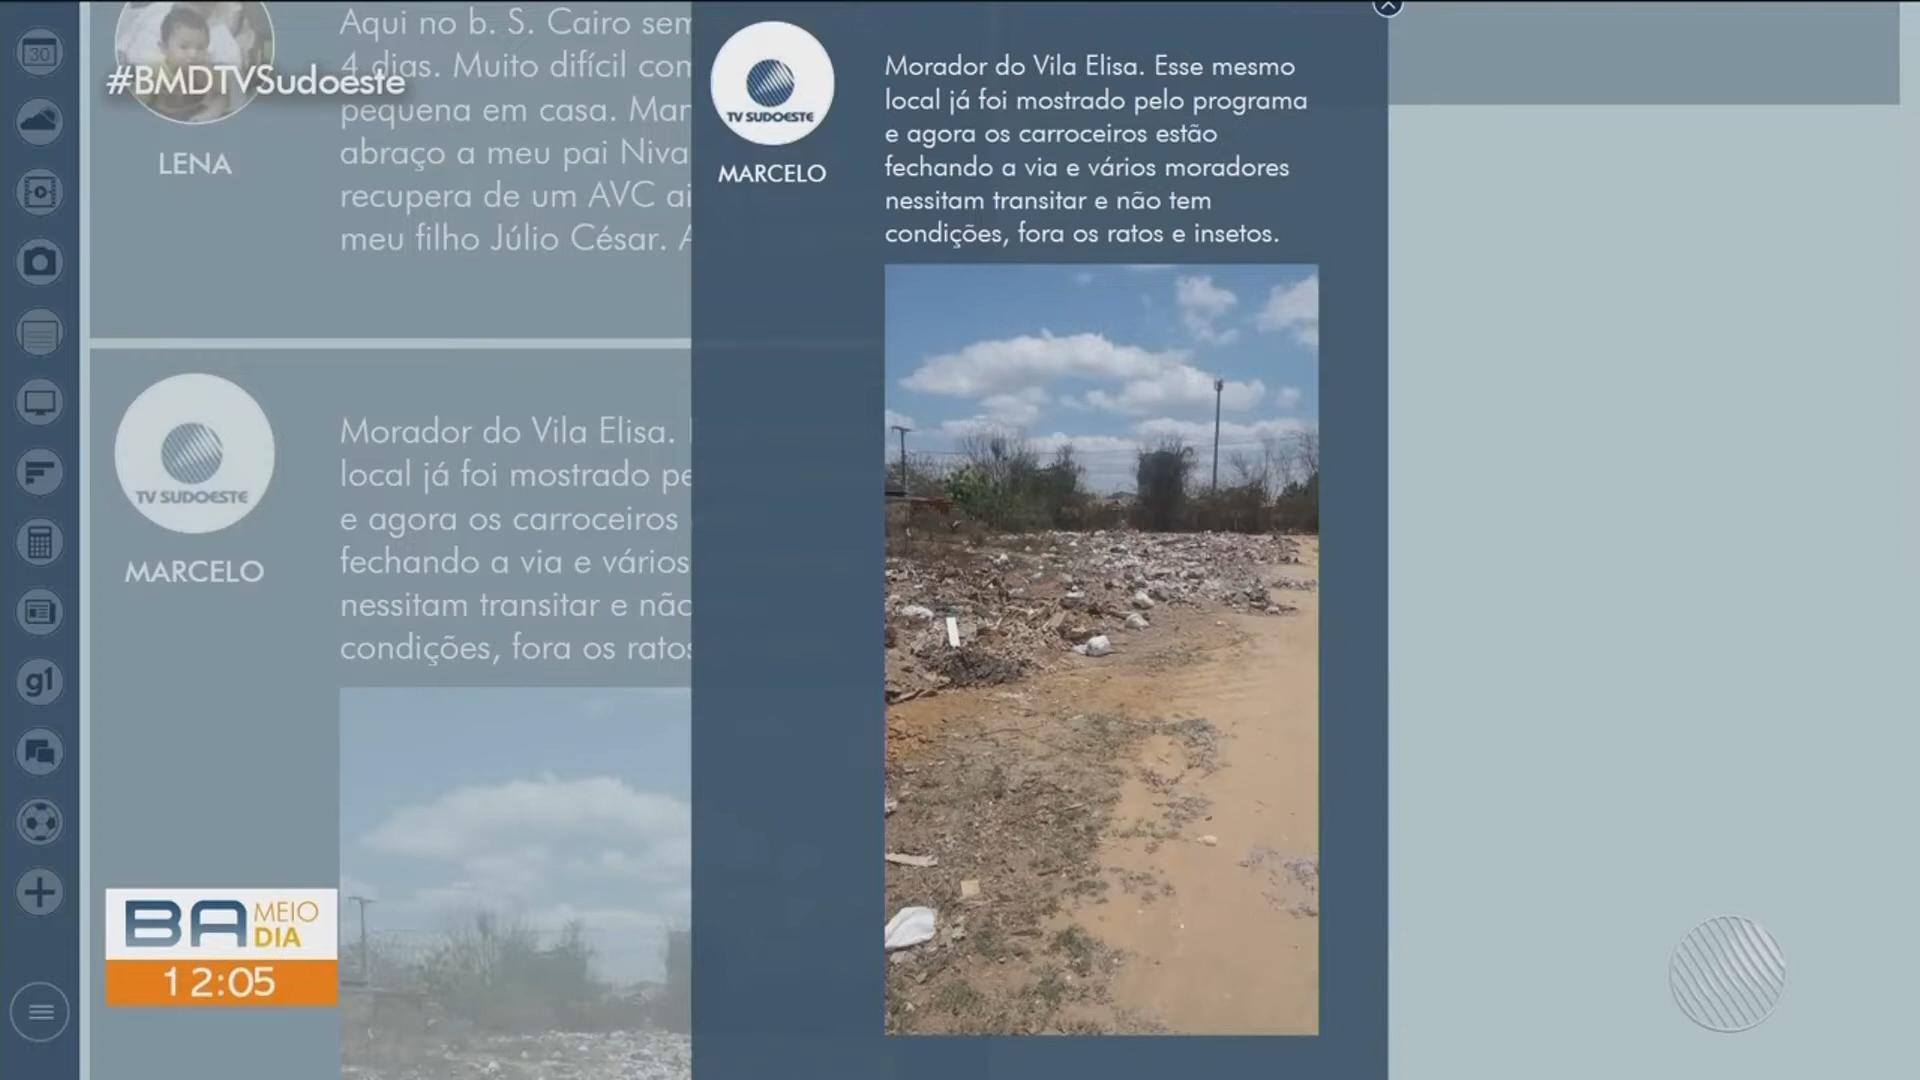 30
Aqui no b. S. Cairo sem
4 dias. Muito difícil com
pequena em casa. Man
abraço a meu pai Niva
recupera de um AVC ai
meu filho Júlio César. A
#BMDTVSudoeste
LENA
TV SUDOESTE
MARCELO
Morador do Vila Elisa.
local já foi mostrado pe
e agora os carroceiros
fechando a via e vários
nessitam transitar e não
condições, fora os ratos
TV SUDOESTE
MARCELO
Morador do Vila Elisa. Esse mesmo
local já foi mostrado pelo programa
e agora os carroceiros estão
fechando a via e vários moradores
nessitam transitar e não tem
condições, fora os ratos e insetos.
g1
BA MEIO
DIA
12:05